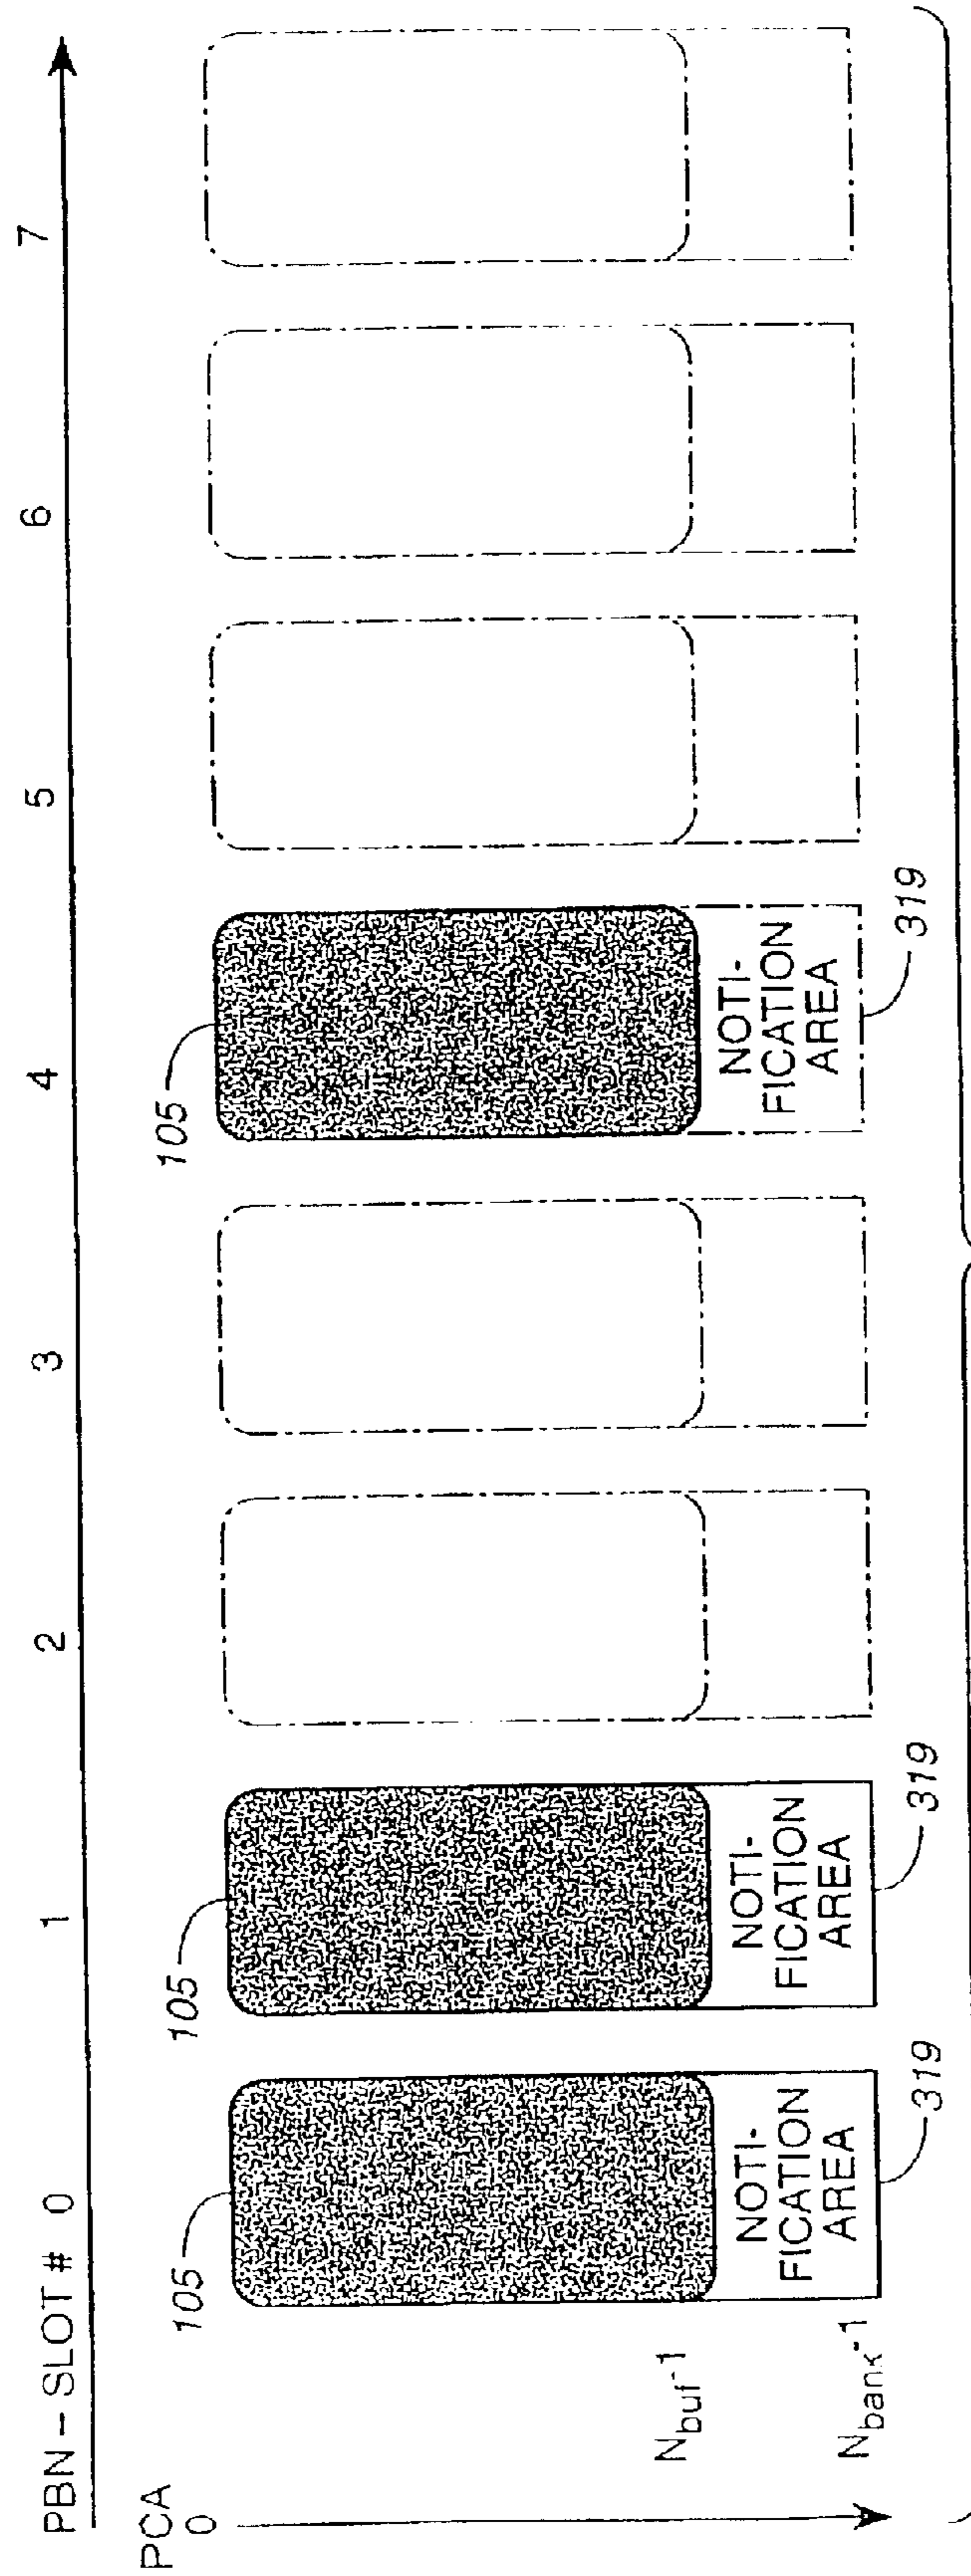 PBN – SLOT # 0 1 2 3 4 5 6 7
PCA
0
105
105
105
N_buf-1
N_bank-1
NOTI-
FICATION
AREA
319
NOTI-
FICATION
AREA
319
NOTI-
FICATION
AREA
319